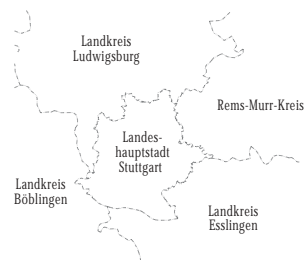 Landkreis
Ludwigsburg
Rems-Murr-Kreis
Landes-
hauptstadt
Stuttgart
Landkreis
Böblingen
Landkreis
Esslingen